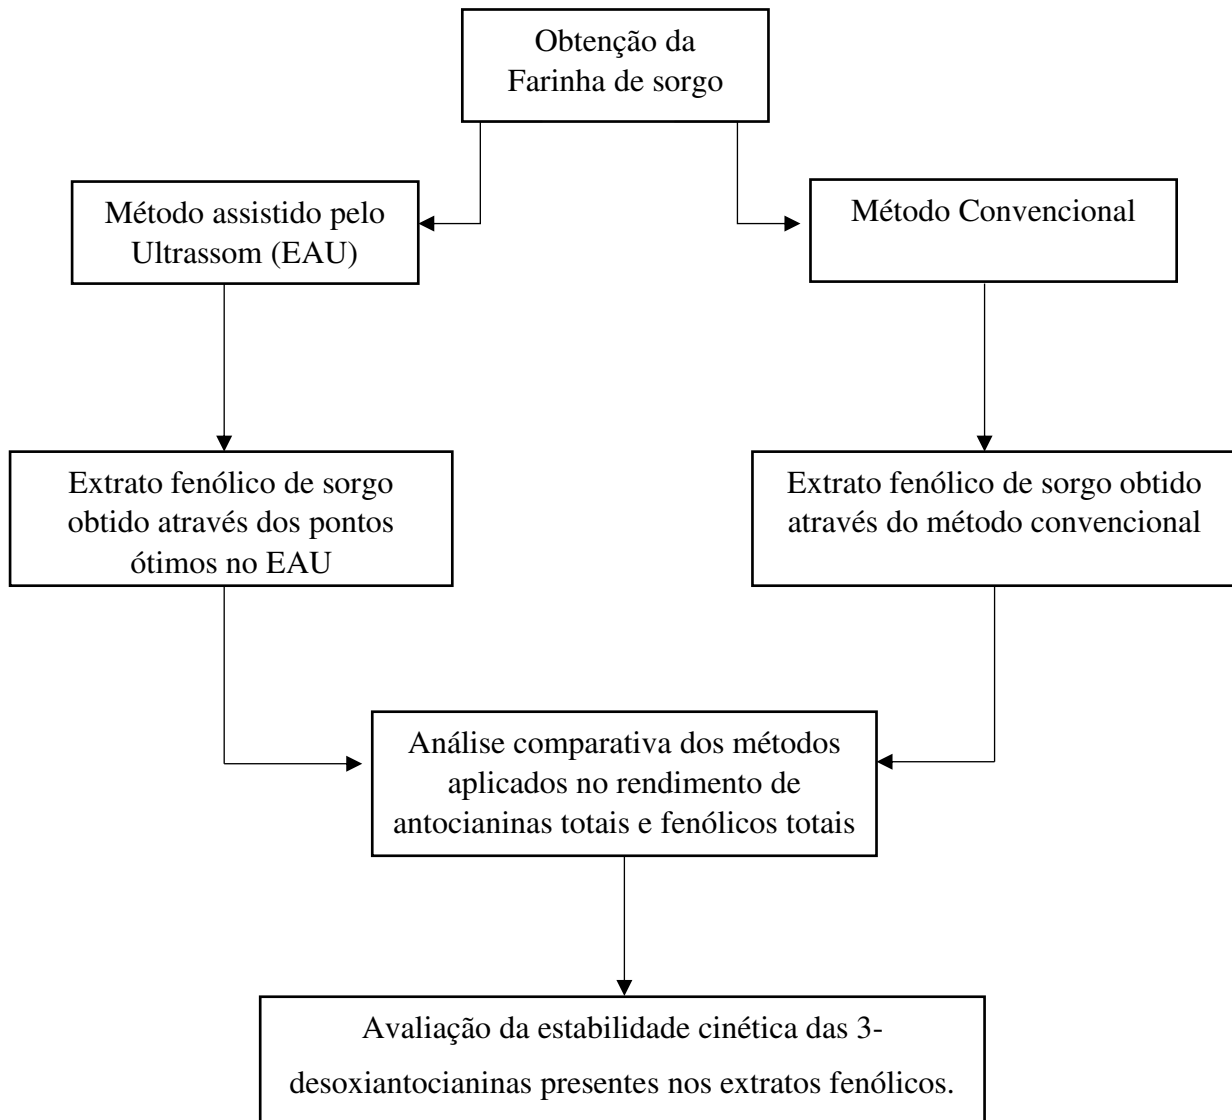 Obtenção da
Farinha de sorgo
Método assistido pelo
Ultrassom (EAU)
Método Convencional
Extrato fenólico de sorgo
obtido através dos pontos
ótimos no EAU
Extrato fenólico de sorgo obtido
através do método convencional
Análise comparativa dos métodos
aplicados no rendimento de
antocianinas totais e fenólicos totais
Avaliação da estabilidade cinética das 3-
desoxiantocianinas presentes nos extratos fenólicos.